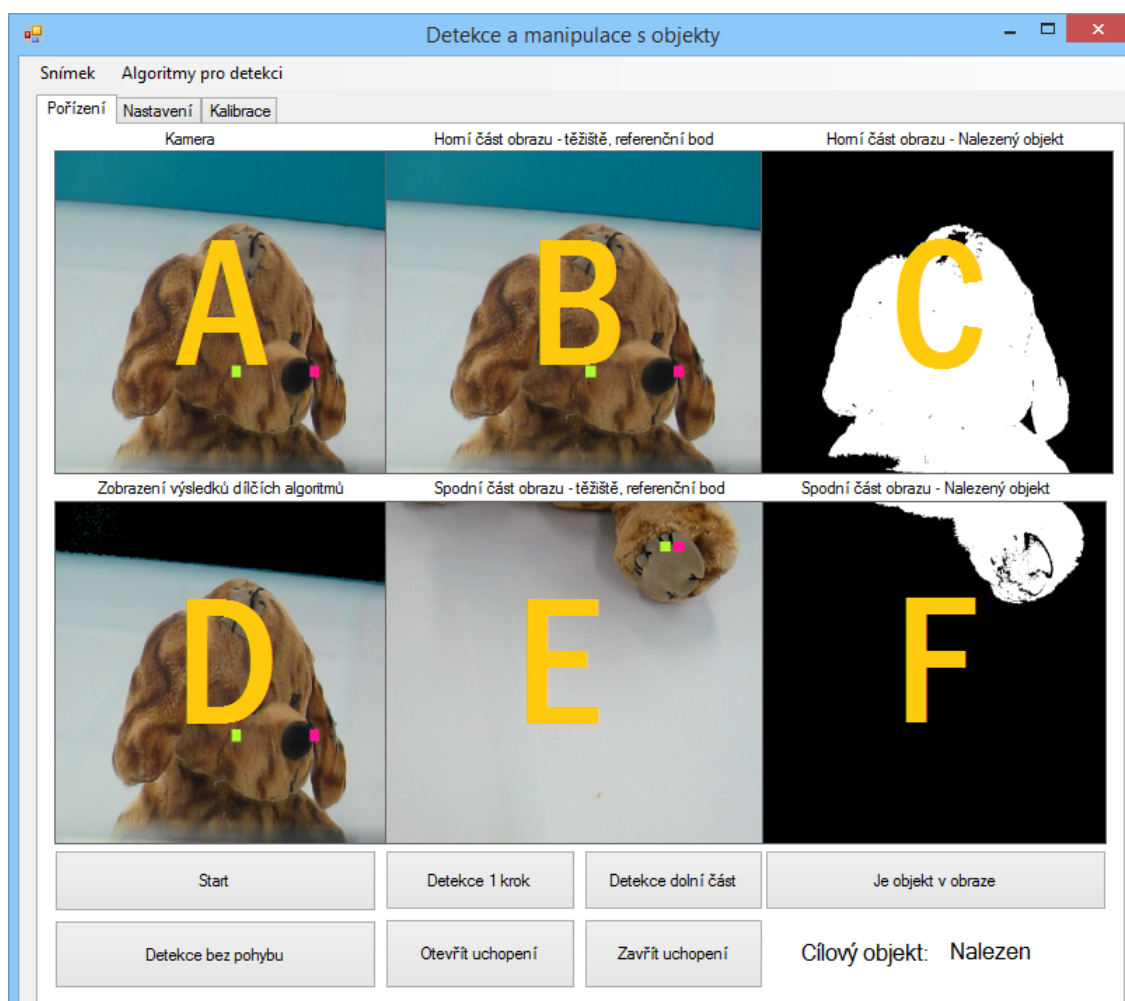 Detekce a manipulace s objekty
Snímek Algoritmy pro detekci
Pořízení Nastavení Kalibrace
Kamera Horní část obrazu - těžiště, referenční bod Horní část obrazu - Nalezený objekt
A B C
Zobrazení výsledků dílčích algoritmů Spodní část obrazu - těžiště, referenční bod Spodní část obrazu - Nalezený objekt
D E F
Start Detekce 1 krok Detekce dolní část Je objekt v obraze
Detekce bez pohybu Otevřít uchopení Zavřít uchopení Cílový objekt: Nalezen